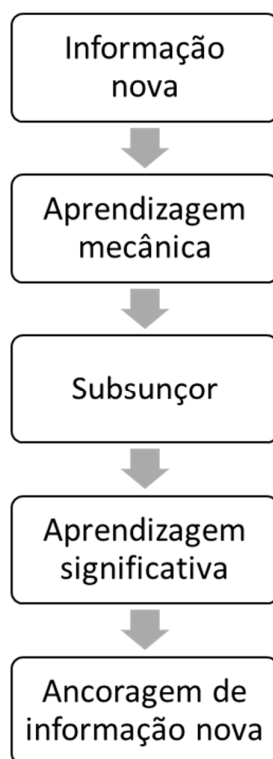 Informação
nova
Aprendizagem
mecânica
Subsunçor
Aprendizagem
significativa
Ancoragem de
informação nova